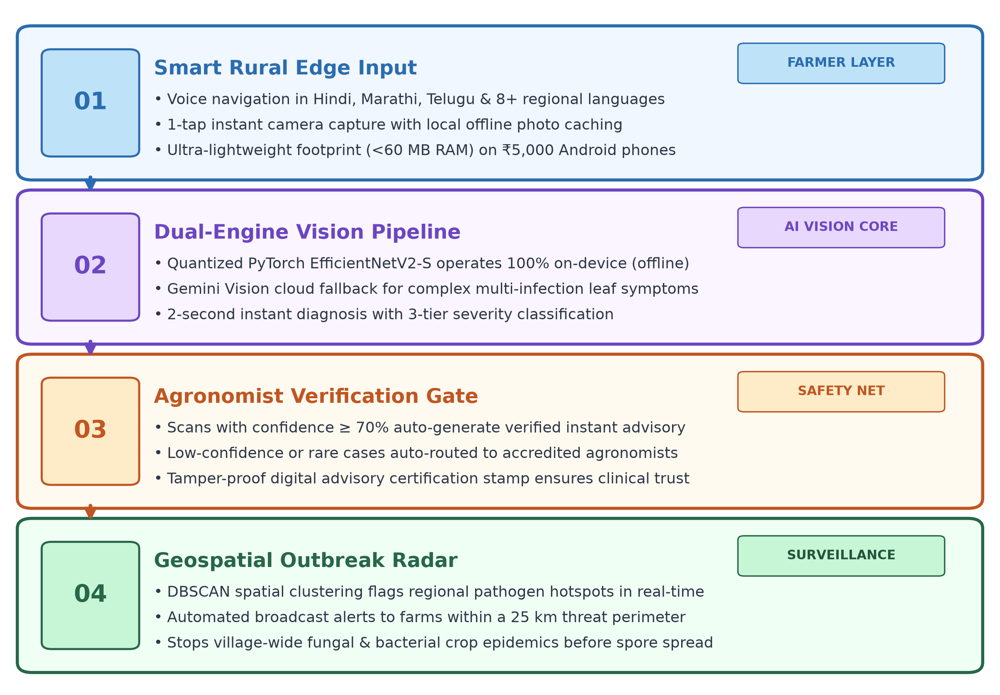 01
Smart Rural Edge Input
FARMER LAYER
• Voice navigation in Hindi, Marathi, Telugu & 8+ regional languages
• 1-tap instant camera capture with local offline photo caching
• Ultra-lightweight footprint (<60 MB RAM) on ₹5,000 Android phones
02
Dual-Engine Vision Pipeline
AI VISION CORE
• Quantized PyTorch EfficientNetV2-S operates 100% on-device (offline)
• Gemini Vision cloud fallback for complex multi-infection leaf symptoms
• 2-second instant diagnosis with 3-tier severity classification
03
Agronomist Verification Gate
SAFETY NET
• Scans with confidence ≥ 70% auto-generate verified instant advisory
• Low-confidence or rare cases auto-routed to accredited agronomists
• Tamper-proof digital advisory certification stamp ensures clinical trust
04
Geospatial Outbreak Radar
SURVEILLANCE
• DBSCAN spatial clustering flags regional pathogen hotspots in real-time
• Automated broadcast alerts to farms within a 25 km threat perimeter
• Stops village-wide fungal & bacterial crop epidemics before spore spread